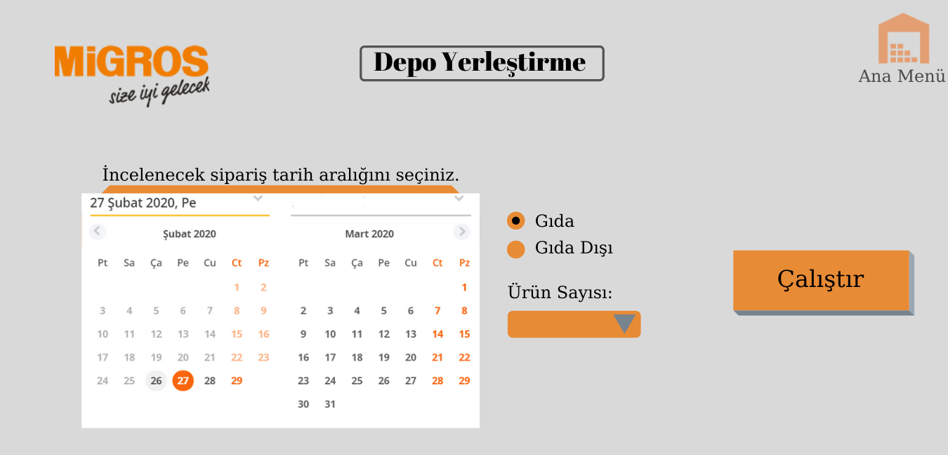 MiGROS
size iyi gelecek
Depo Yerleştirme
Ana Menü
İncelenecek sipariş tarih aralığını seçiniz.
27 Şubat 2020, Pe
Şubat 2020
Pt Sa Ça Pe Cu Ct Pz
1 2
3 4 5 6 7 8 9
10 11 12 13 14 15 16
17 18 19 20 21 22 23
24 25 26 27 28 29
Mart 2020
Pt Sa Ça Pe Cu Ct Pz
1
2 3 4 5 6 7 8
9 10 11 12 13 14 15
16 17 18 19 20 21 22
23 24 25 26 27 28 29
30 31
Gıda
Gıda Dışı
Ürün Sayısı:
Çalıştır